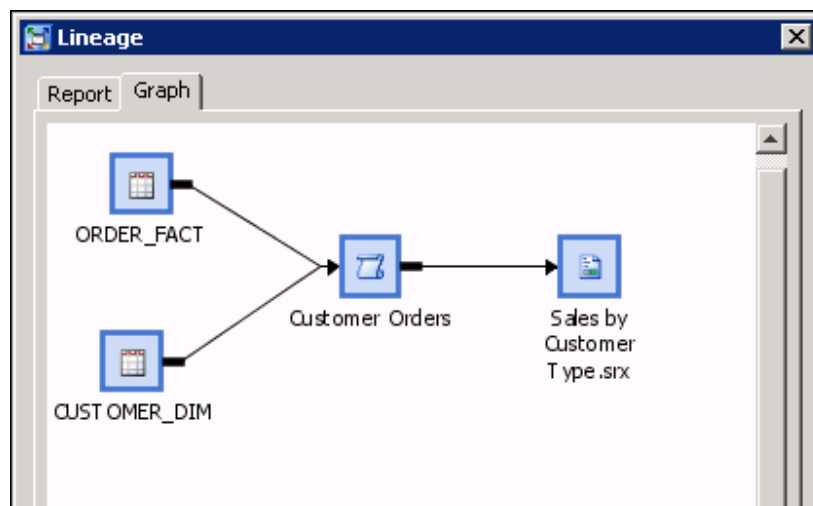 Lineage
Report Graph
ORDER_FACT
Customer Orders
Sales by
Customer
Type.srx
CUSTOMER_DIM